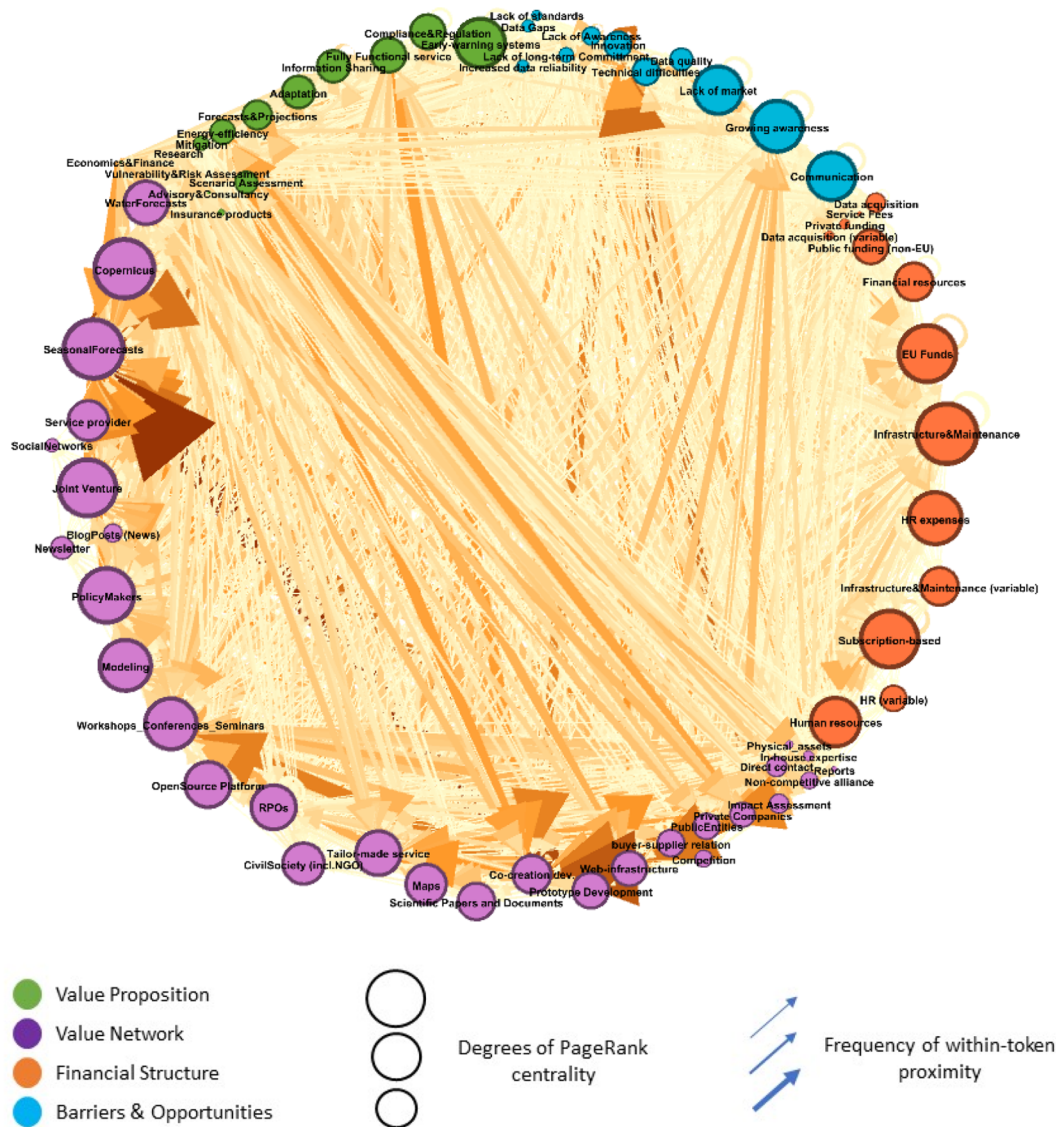 Lack of standards
Data Gaps
Compliance&Regulation
Early-warning systems
Lack of Awareness
Innovation
Fully Functional service
Lack of long-term Commitment
Information Sharing
Increased data reliability
Data quality
Technical difficulties
Adaptation
Lack of market
Forecasts&Projections
Growing awareness
Energy-efficiency
Mitigation
Research
Economics&Finance
Vulnerability&Risk Assessment
Communication
Scenario Assessment
Advisory&Consultancy
WaterForecasts
Insurance products
Data acquisition
Service Fees
Private funding
Data acquisition (variable)
Public funding (non-EU)
Copernicus
Financial resources
SeasonalForecasts
EU Funds
Service provider
Infrastructure&Maintenance
SocialNetworks
Joint Venture
HR expenses
BlogPosts (News)
Newsletter
Infrastructure&Maintenance (variable)
PolicyMakers
Subscription-based
Modeling
HR (variable)
Workshops_Conferences_Seminars
Human resources
Physical_assets
In-house expertise
Direct contact
Reports
Non-competitive alliance
OpenSource Platform
RPOs
Impact Assessment
Private Companies
PublicEntities
buyer-supplier relation
Tailor-made service
Competition
CivilSociety (incl.NGO)
Co-creation dev.
Web-infrastructure
Maps
Prototype Development
Scientific Papers and Documents
Value Proposition
Value Network
Financial Structure
Barriers & Opportunities
Degrees of PageRank
centrality
Frequency of within-token
proximity